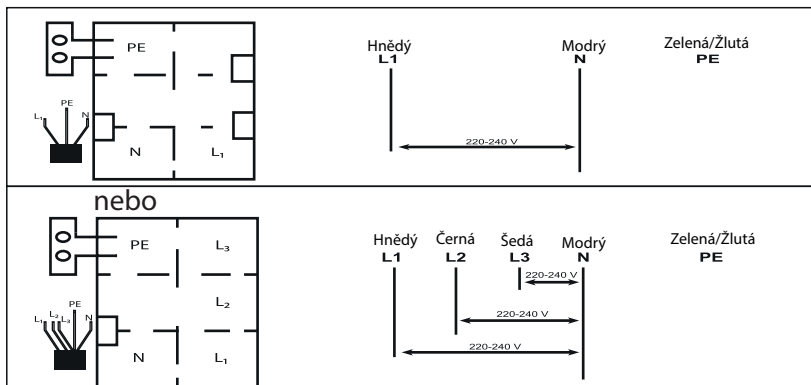 PE
L₁
PE
N
N
L₁
Hnědý
L1
Modrý
N
Zelená/Žlutá
PE
220-240 V
nebo
PE
L₃
L₂
L₁
L₂
L₃
PE
N
N
L₁
Hnědý
L1
Černá
L2
Šedá
L3
Modrý
N
Zelená/Žlutá
PE
220-240 V
220-240 V
220-240 V